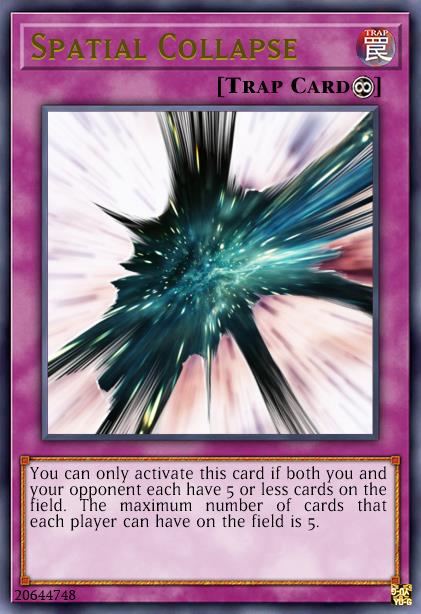 Spatial Collapse
TRAP
罠
[Trap Card]
You can only activate this card if both you and
your opponent each have 5 or less cards on the
field. The maximum number of cards that
each player can have on the field is 5.
20644748